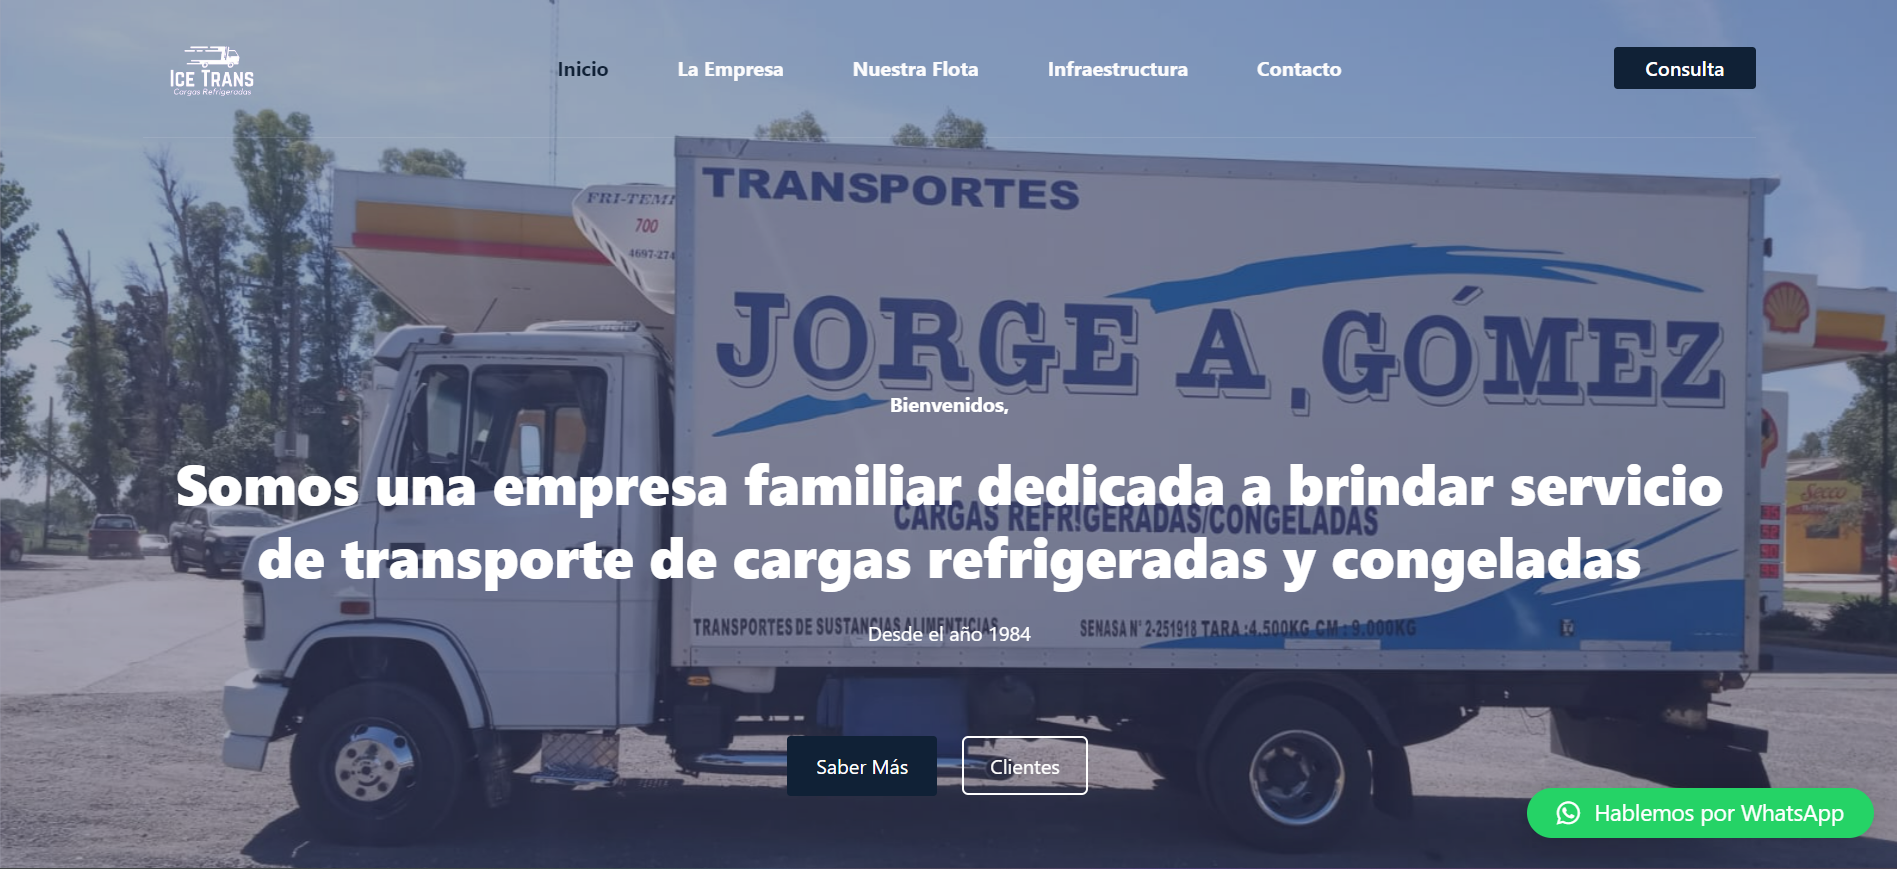 ICE TRANS
Cargas Refrigeradas
Inicio
La Empresa
Nuestra Flota
Infraestructura
Contacto
Consulta
TRANSPORTES
FRI-TEMP
700
4697-274
JORGE A. GÓMEZ
Bienvenidos,
Somos una empresa familiar dedicada a brindar servicio
de transporte de cargas refrigeradas y congeladas
CARGAS REFRIGERADAS/CONGELADAS
Secco
TRANSPORTES DE SUSTANCIAS ALIMENTICIAS
SENASA N° 2-251918 TARA :4.500KG CM : 9.000KG
Desde el año 1984
Saber Más
Clientes
Hablemos por WhatsApp